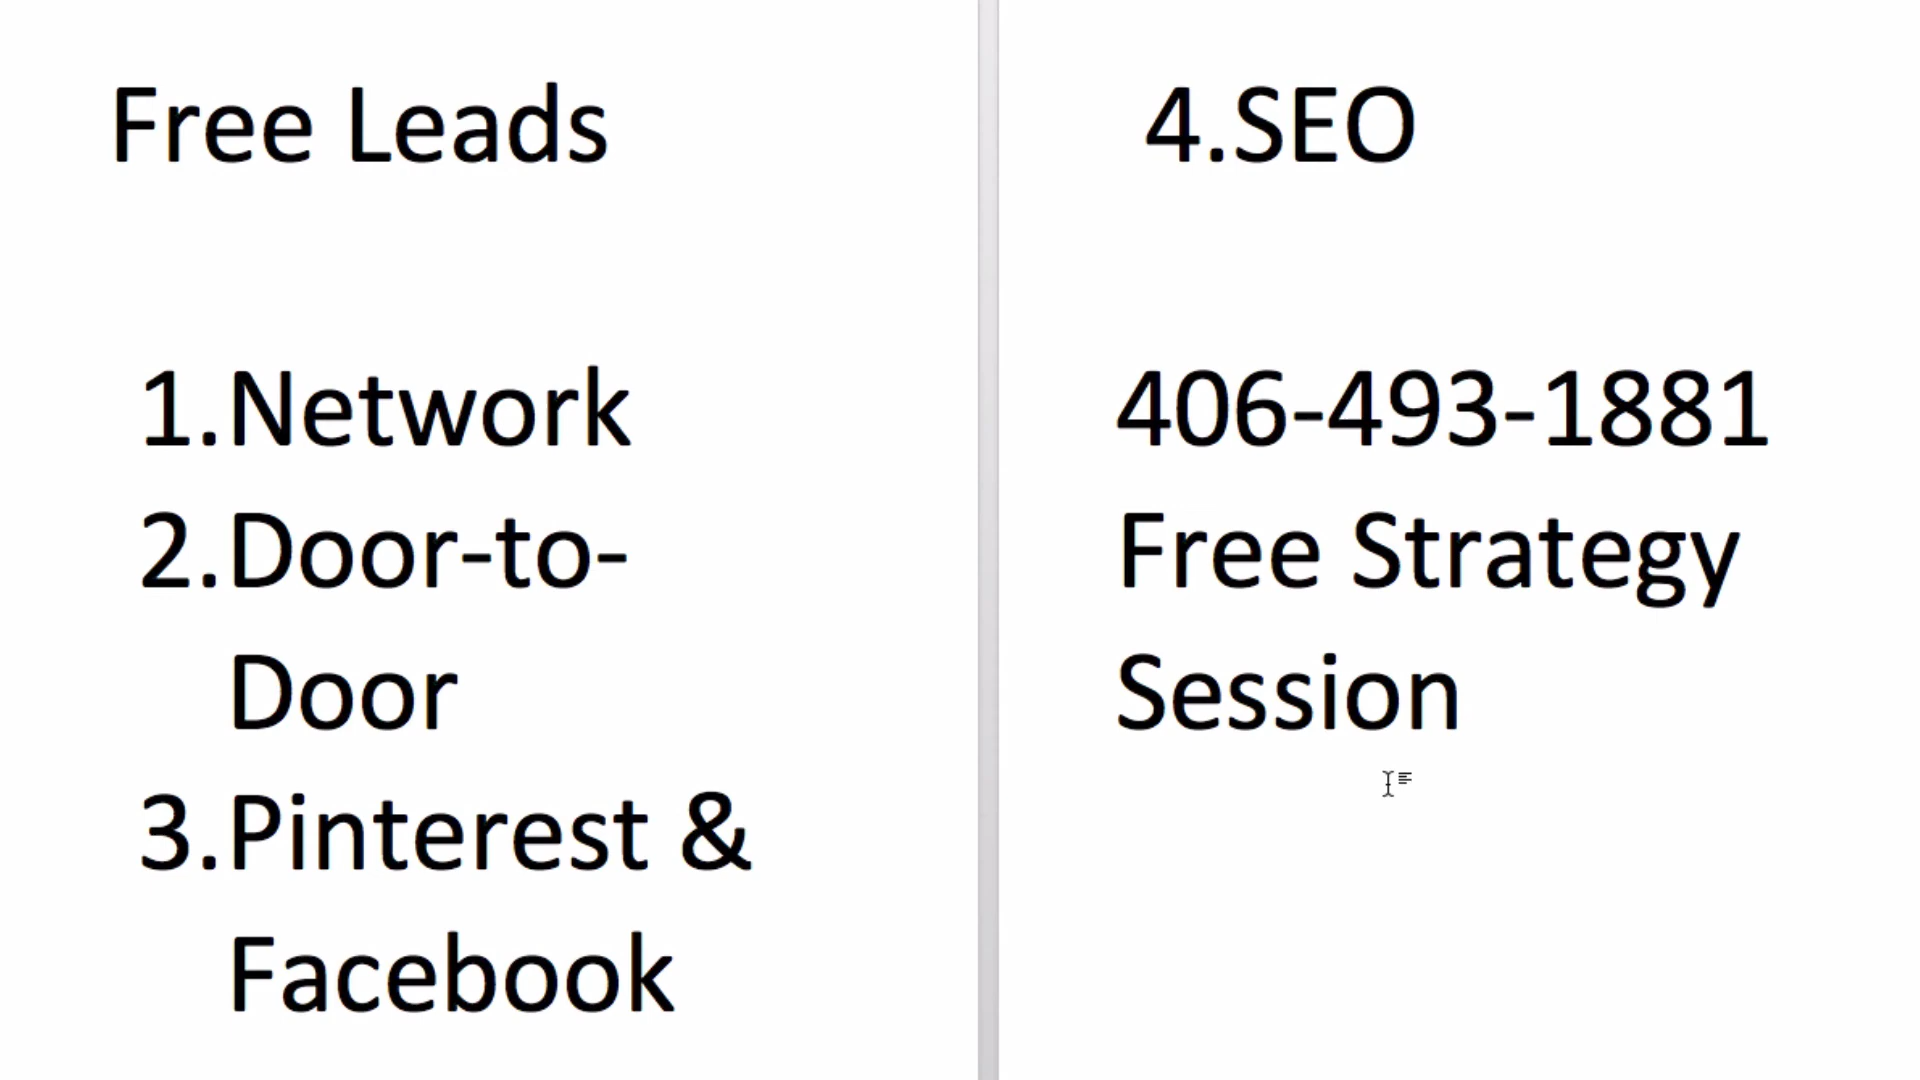 Free Leads
1.Network
2.Door-to-
Door
3.Pinterest &
Facebook
4.SEO
406-493-1881
Free Strategy
Session